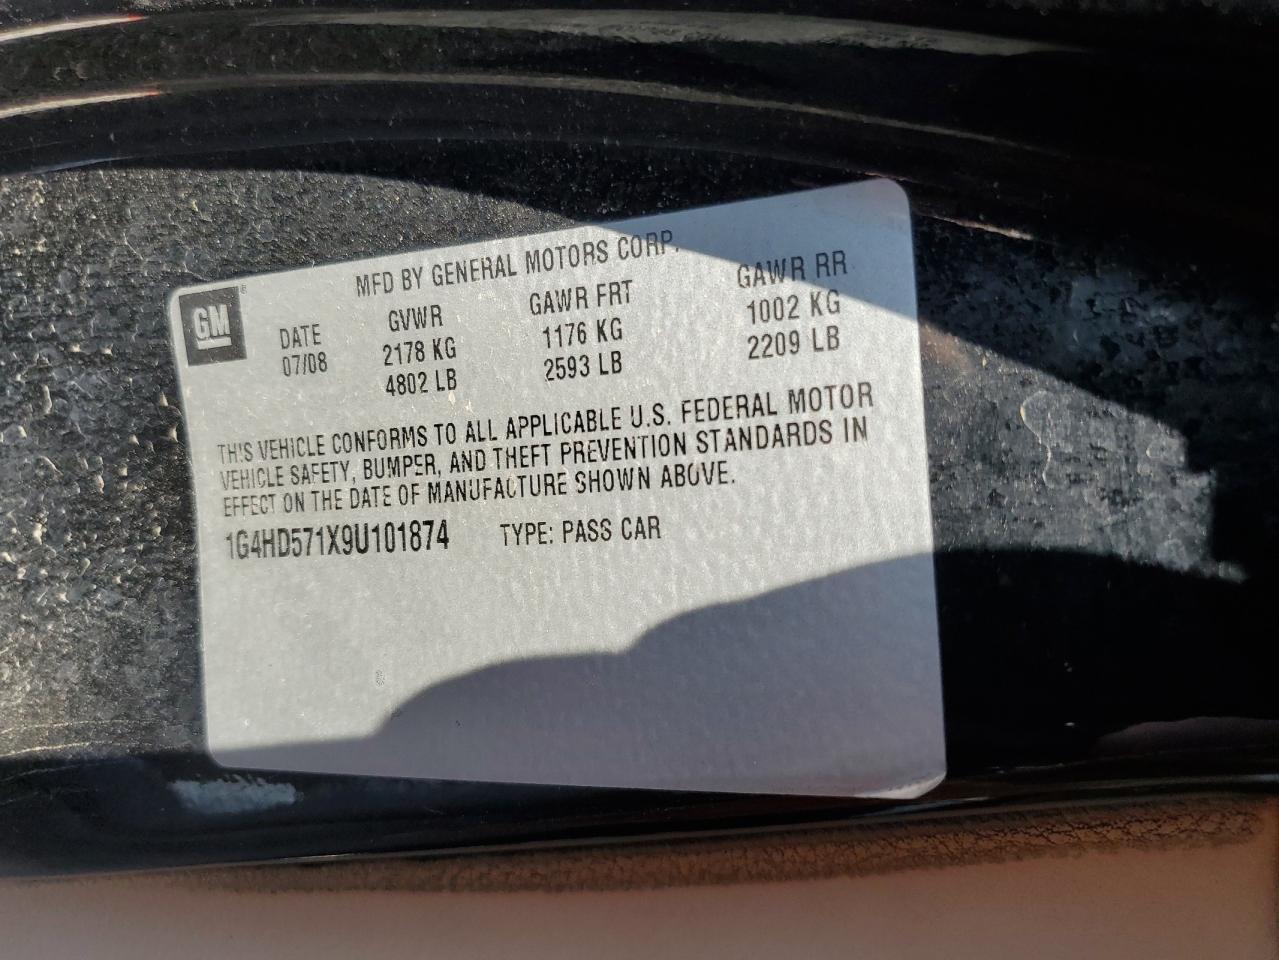 MFD BY GENERAL MOTORS CORP.
GM®
DATE GVWR GAWR FRT GAWR RR
07/08 2178 KG 1176 KG 1002 KG
4802 LB 2593 LB 2209 LB
THIS VEHICLE CONFORMS TO ALL APPLICABLE U.S. FEDERAL MOTOR
VEHICLE SAFETY, BUMPER, AND THEFT PREVENTION STANDARDS IN
EFFECT ON THE DATE OF MANUFACTURE SHOWN ABOVE.
1G4HD571X9U101874 TYPE: PASS CAR